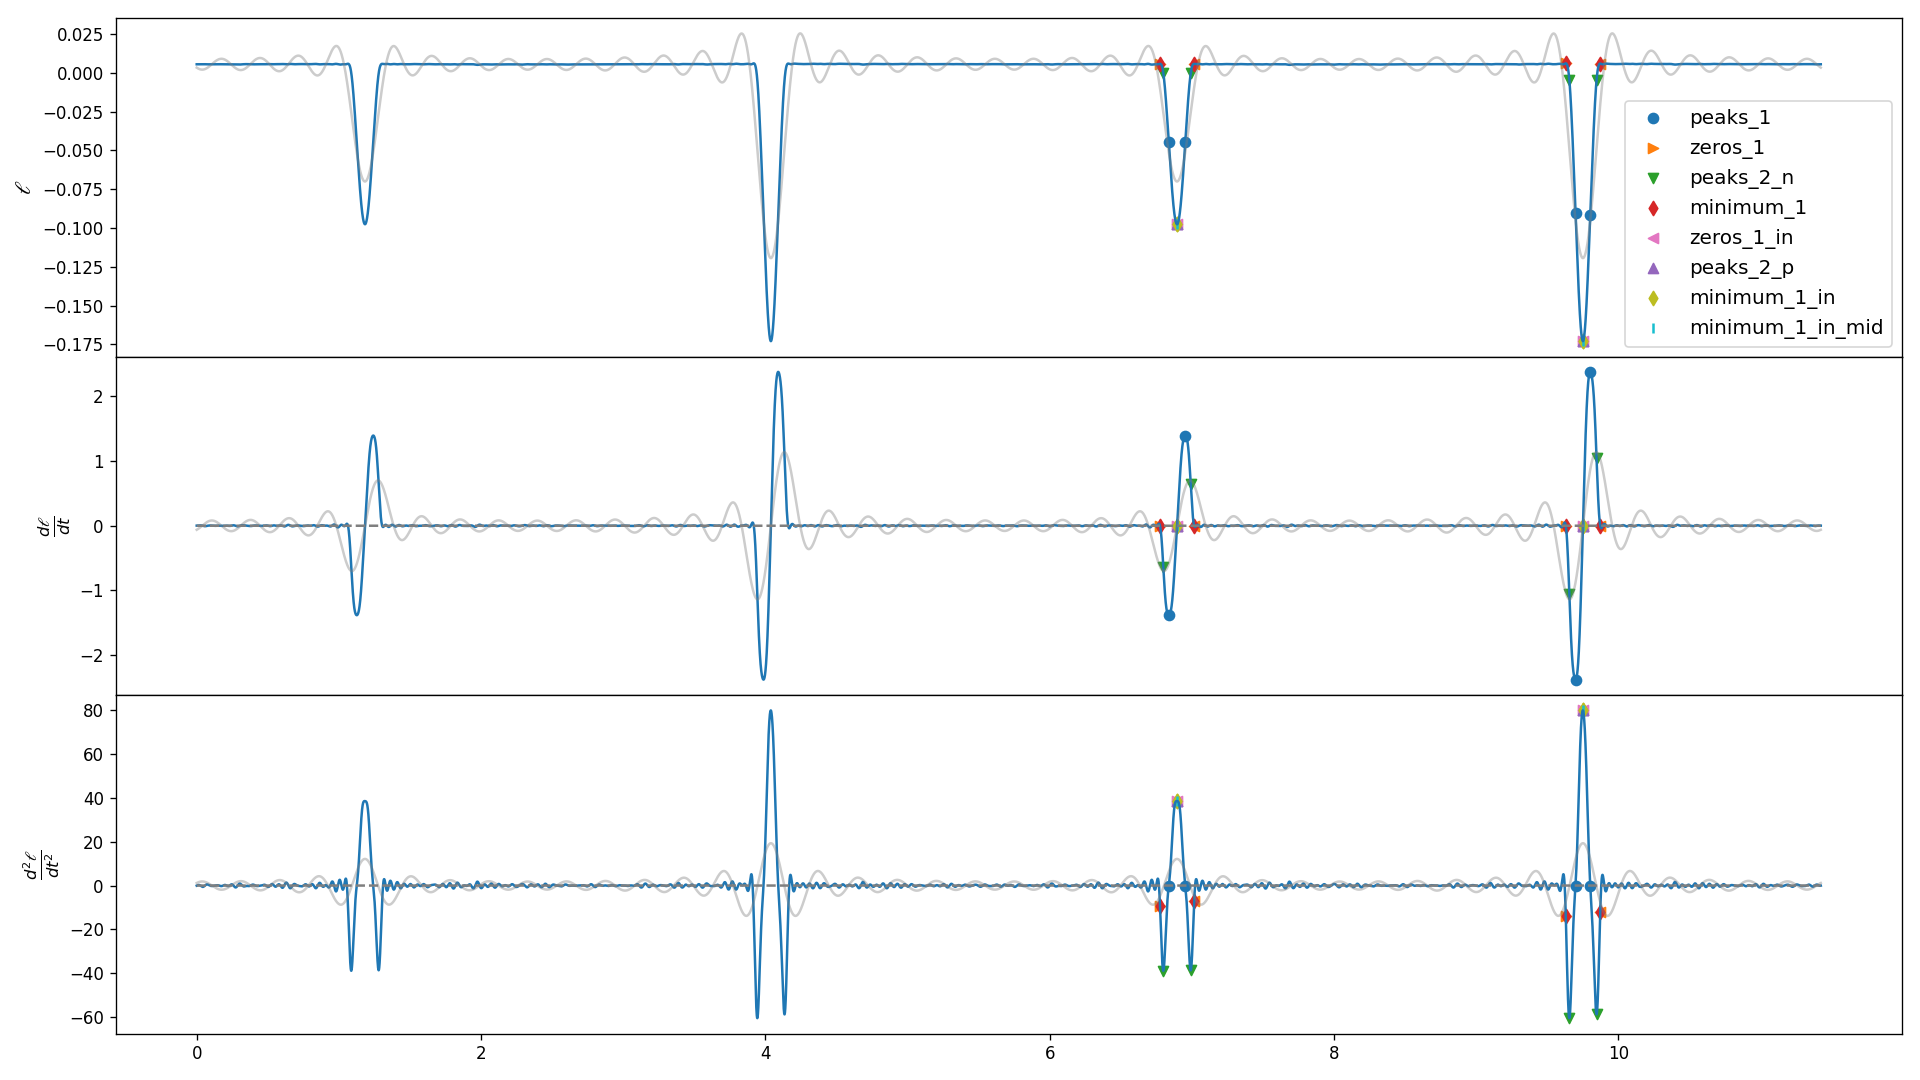 0.025
0.000
−0.025
−0.050
−0.075
−0.100
−0.125
−0.150
−0.175
ℓ
peaks_1
zeros_1
peaks_2_n
minimum_1
zeros_1_in
peaks_2_p
minimum_1_in
minimum_1_in_mid
2
1
0
−1
−2
dℓ
dt
80
60
40
20
0
−20
−40
−60
d²ℓ
dt²
0 2 4 6 8 10